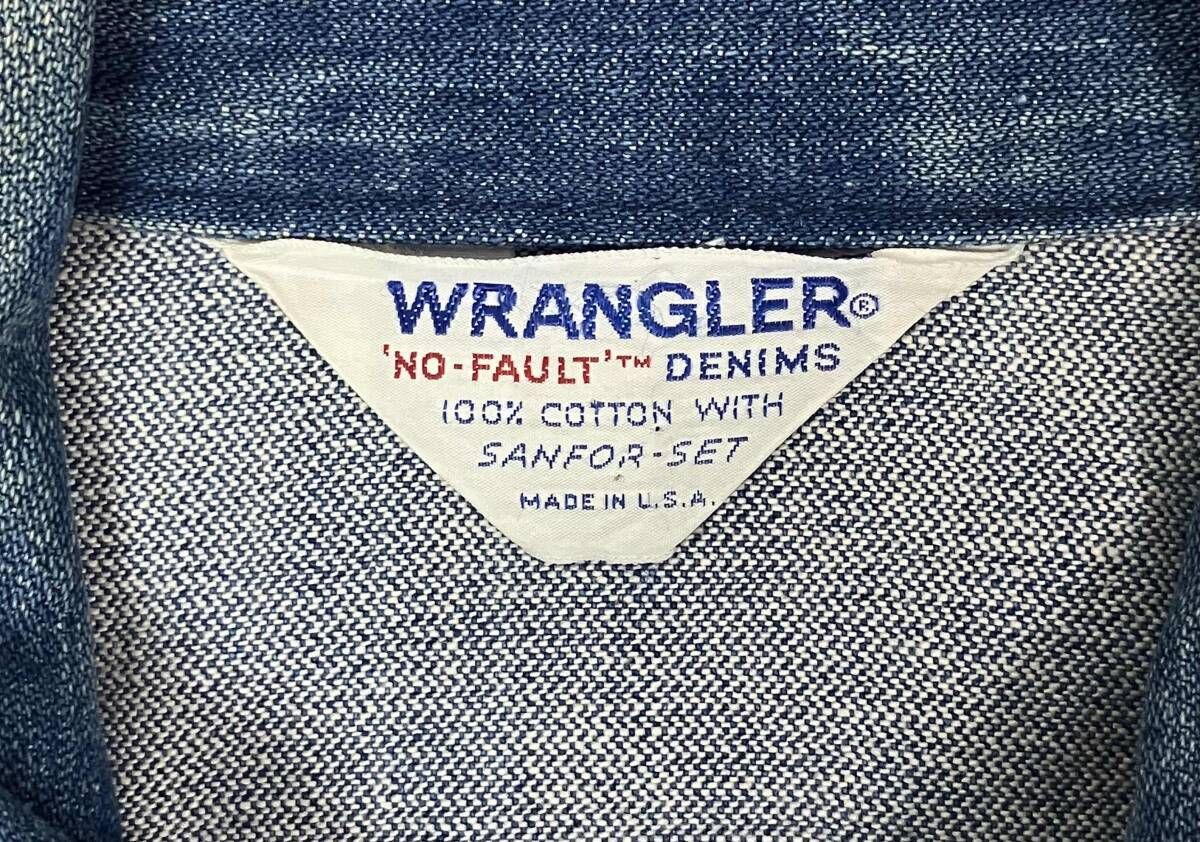 WRANGLER®
'NO-FAULT'™ DENIMS
100% COTTON WITH
SANFOR-SET
MADE IN U.S.A.